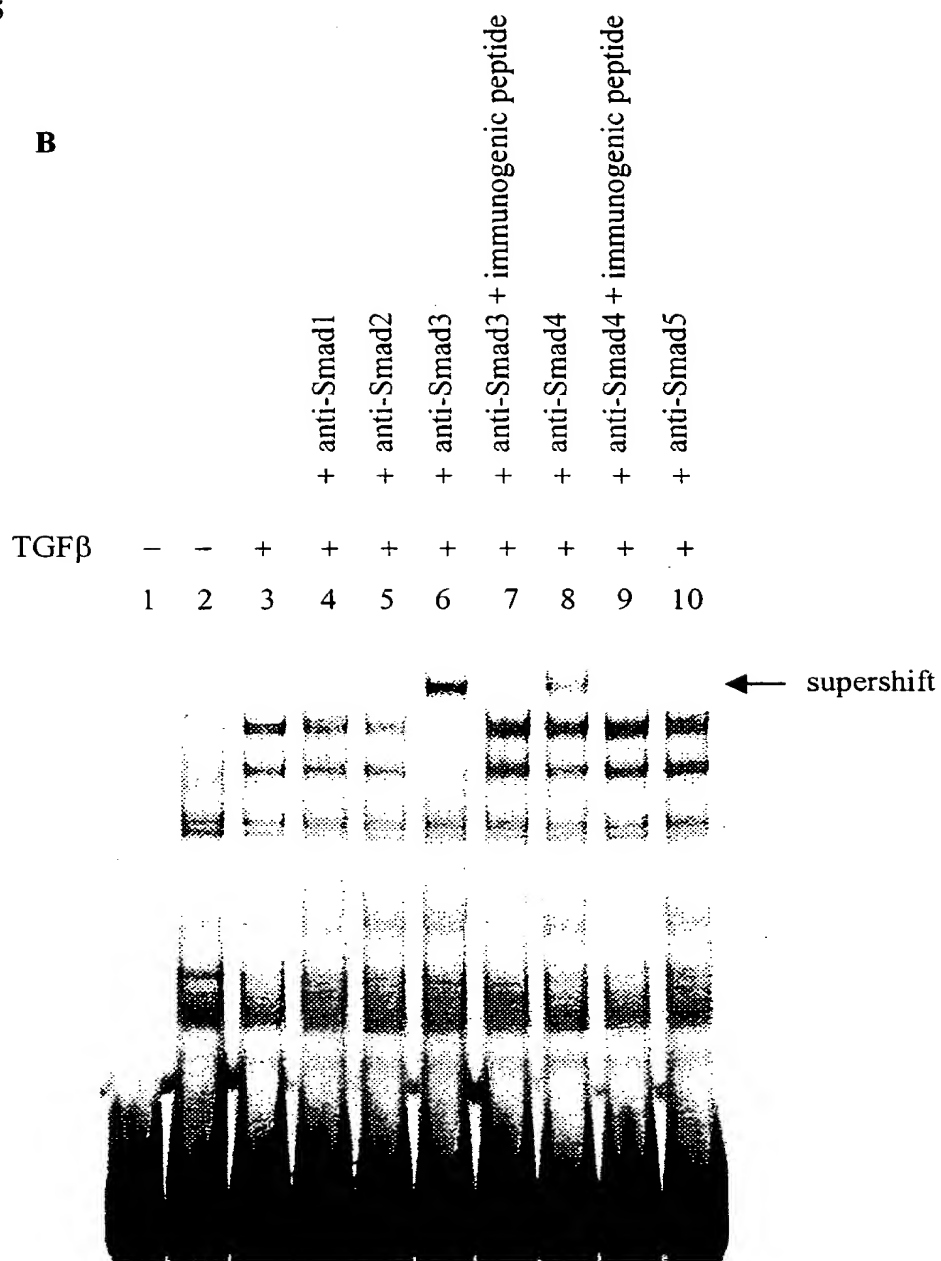 B
+ anti-Smad1
+ anti-Smad2
+ anti-Smad3
+ anti-Smad3 + immunogenic peptide
+ anti-Smad4
+ anti-Smad4 + immunogenic peptide
+ anti-Smad5
TGFβ − − + + + + + + + +
1 2 3 4 5 6 7 8 9 10
supershift